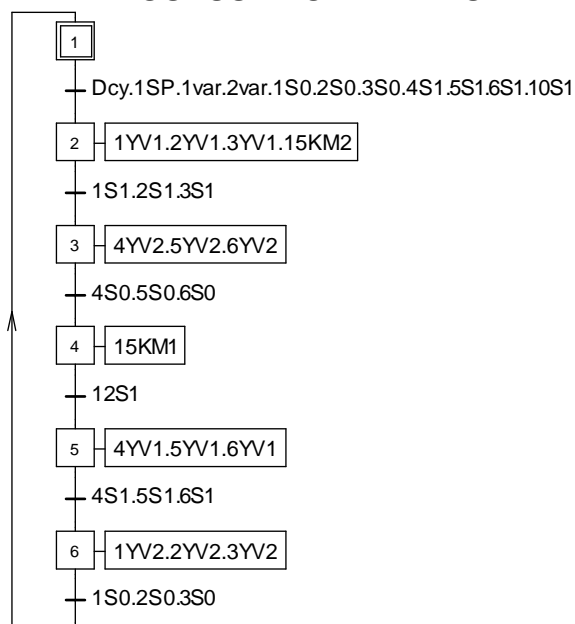 1
Dcy.1SP.1var.2var.1S0.2S0.3S0.4S1.5S1.6S1.10S1
2 1YV1.2YV1.3YV1.15KM2
1S1.2S1.3S1
3 4YV2.5YV2.6YV2
4S0.5S0.6S0
4 15KM1
12S1
5 4YV1.5YV1.6YV1
4S1.5S1.6S1
6 1YV2.2YV2.3YV2
1S0.2S0.3S0